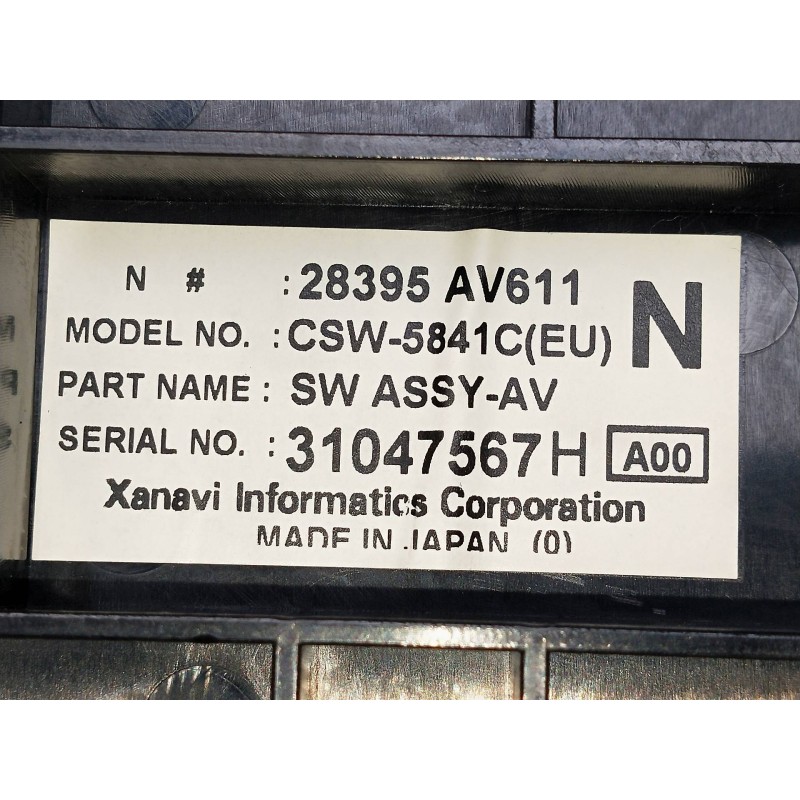 N # : 28395 AV611
N
MODEL NO. : CSW-5841C(EU)
PART NAME : SW ASSY-AV
SERIAL NO. : 31047567H A00
Xanavi Informatics Corporation
MADE IN JAPAN (0)